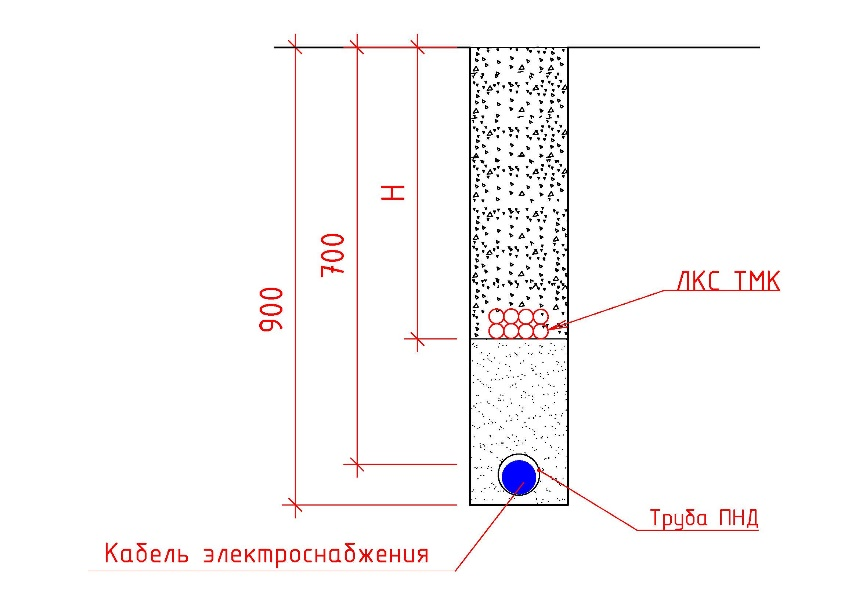 H
700
900
ЛКС ТМК
Труба ПНД
Кабель электроснабжения